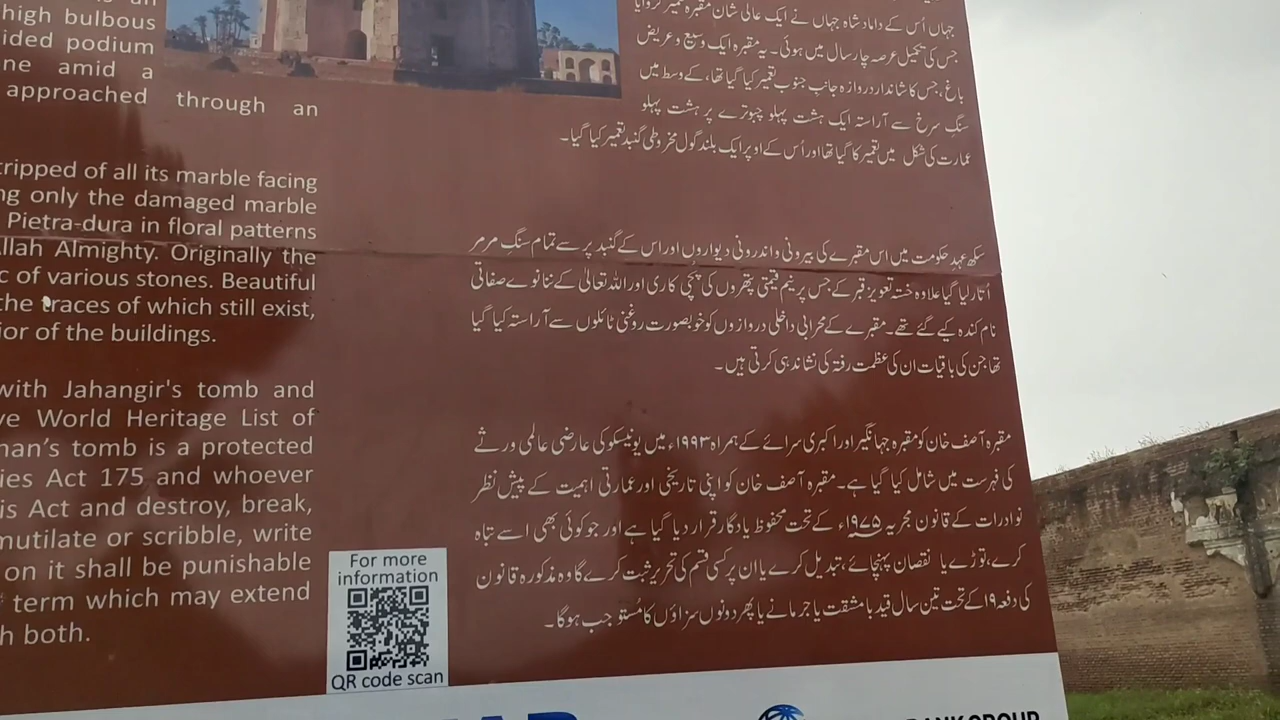 high bulbous
ided podium
ne amid a
approached through an
tripped of all its marble facing
ng only the damaged marble
Pietra-dura in floral patterns
Allah Almighty. Originally the
c of various stones. Beautiful
the traces of which still exist,
ior of the buildings.
with Jahangir's tomb and
ve World Heritage List of
han's tomb is a protected
ies Act 175 and whoever
is Act and destroy, break,
mutilate or scribble, write
on it shall be punishable
term which may extend
h both.
For more
information
QR code scan
جہاں اُس کے داماد شاہ جہاں نے ایک عالی شان مقبرہ تعمیر کروایا
جس کی تکمیل عرصہ چار سال میں ہوئی۔ یہ مقبرہ ایک وسیع و عریض
باغ، جس کا شاندار دروازہ جانب جنوب تعمیر کیا گیا تھا، کے وسط میں
سنگِ سرخ سے آراستہ ایک ہشت پہلو چبوترے پر ہشت پہلو
عمارت کی شکل میں تعمیر کا گیا تھا اور اُس کے اوپر ایک بلند گول مخروطی گنبد تعمیر کیا گیا۔
سکھ عہدِ حکومت میں اس مقبرے کی بیرونی و اندرونی دیواروں اور اس کے گنبد پر سے تمام سنگِ مرمر
اُتار لیا گیا علاوہ خستہ تعویز قبر کے جس پر نیم قیمتی پتھروں کی پچی کاری اور اللہ تعالیٰ کے ننانوے صفاتی
نام کندہ کیے گئے تھے۔ مقبرے کے محرابی داخلی دروازوں کو خوبصورت روغنی ٹائلوں سے آراستہ کیا گیا
تھا جن کی باقیات ان کی عظمت رفتہ کی نشاندہی کرتی ہیں۔
مقبرہ آصف خان کو مقبرہ جہانگیر اور اکبری سرائے کے ہمراہ ۱۹۹۳ء میں یونیسکو کی عارضی عالمی ورثے
کی فہرست میں شامل کیا گیا ہے۔ مقبرہ آصف خان کو اپنی تاریخی اور عمارتی اہمیت کے پیش نظر
نوادرات کے قانون مجریہ ۱۹۷۵ء کے تحت محفوظ یادگار قرار دیا گیا ہے اور جو کوئی بھی اسے تباہ
کرے، توڑے یا نقصان پہنچائے، تبدیل کرے یا ان پر کسی قسم کی تحریر ثبت کرے گا وہ مذکورہ قانون
کی دفعہ ۱۹ کے تحت تین سال قید با مشقت یا جرمانے یا پھر دونوں سزاؤں کا مُستوجب ہوگا۔